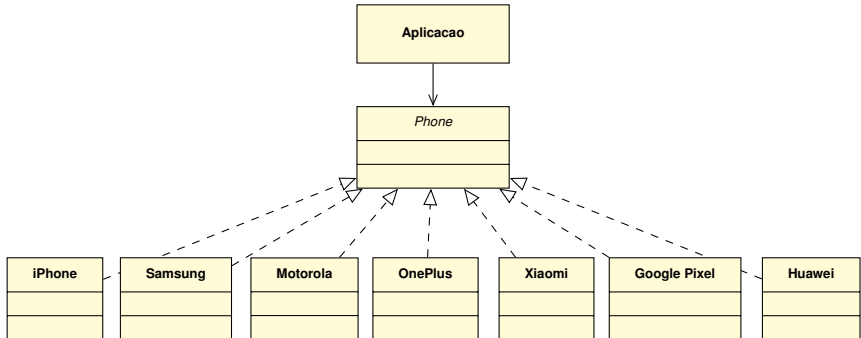 Aplicacao
Phone
iPhone
Samsung
Motorola
OnePlus
Xiaomi
Google Pixel
Huawei